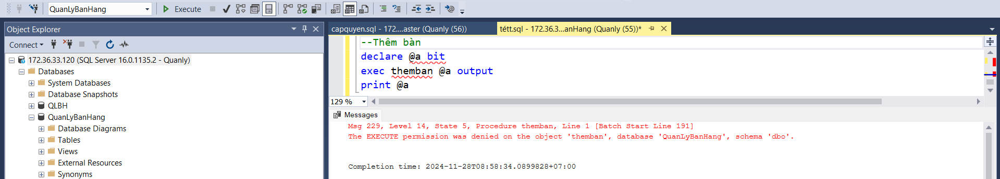 QuanLyBanHang
Execute
Object Explorer
Connect
172.36.33.120 (SQL Server 16.0.1135.2 - Quanly)
Databases
System Databases
Database Snapshots
QLBH
QuanLyBanHang
Database Diagrams
Tables
Views
External Resources
Synonyms
capquyen.sql - 172....aster (Quanly (56))
tétt.sql - 172.36.3...anHang (Quanly (55))*
--Thêm bàn
declare @a bit
exec themban @a output
print @a
129 %
Messages
Msg 229, Level 14, State 5, Procedure themban, Line 1 [Batch Start Line 191]
The EXECUTE permission was denied on the object 'themban', database 'QuanLyBanHang', schema 'dbo'.
Completion time: 2024-11-28T08:58:34.0899828+07:00